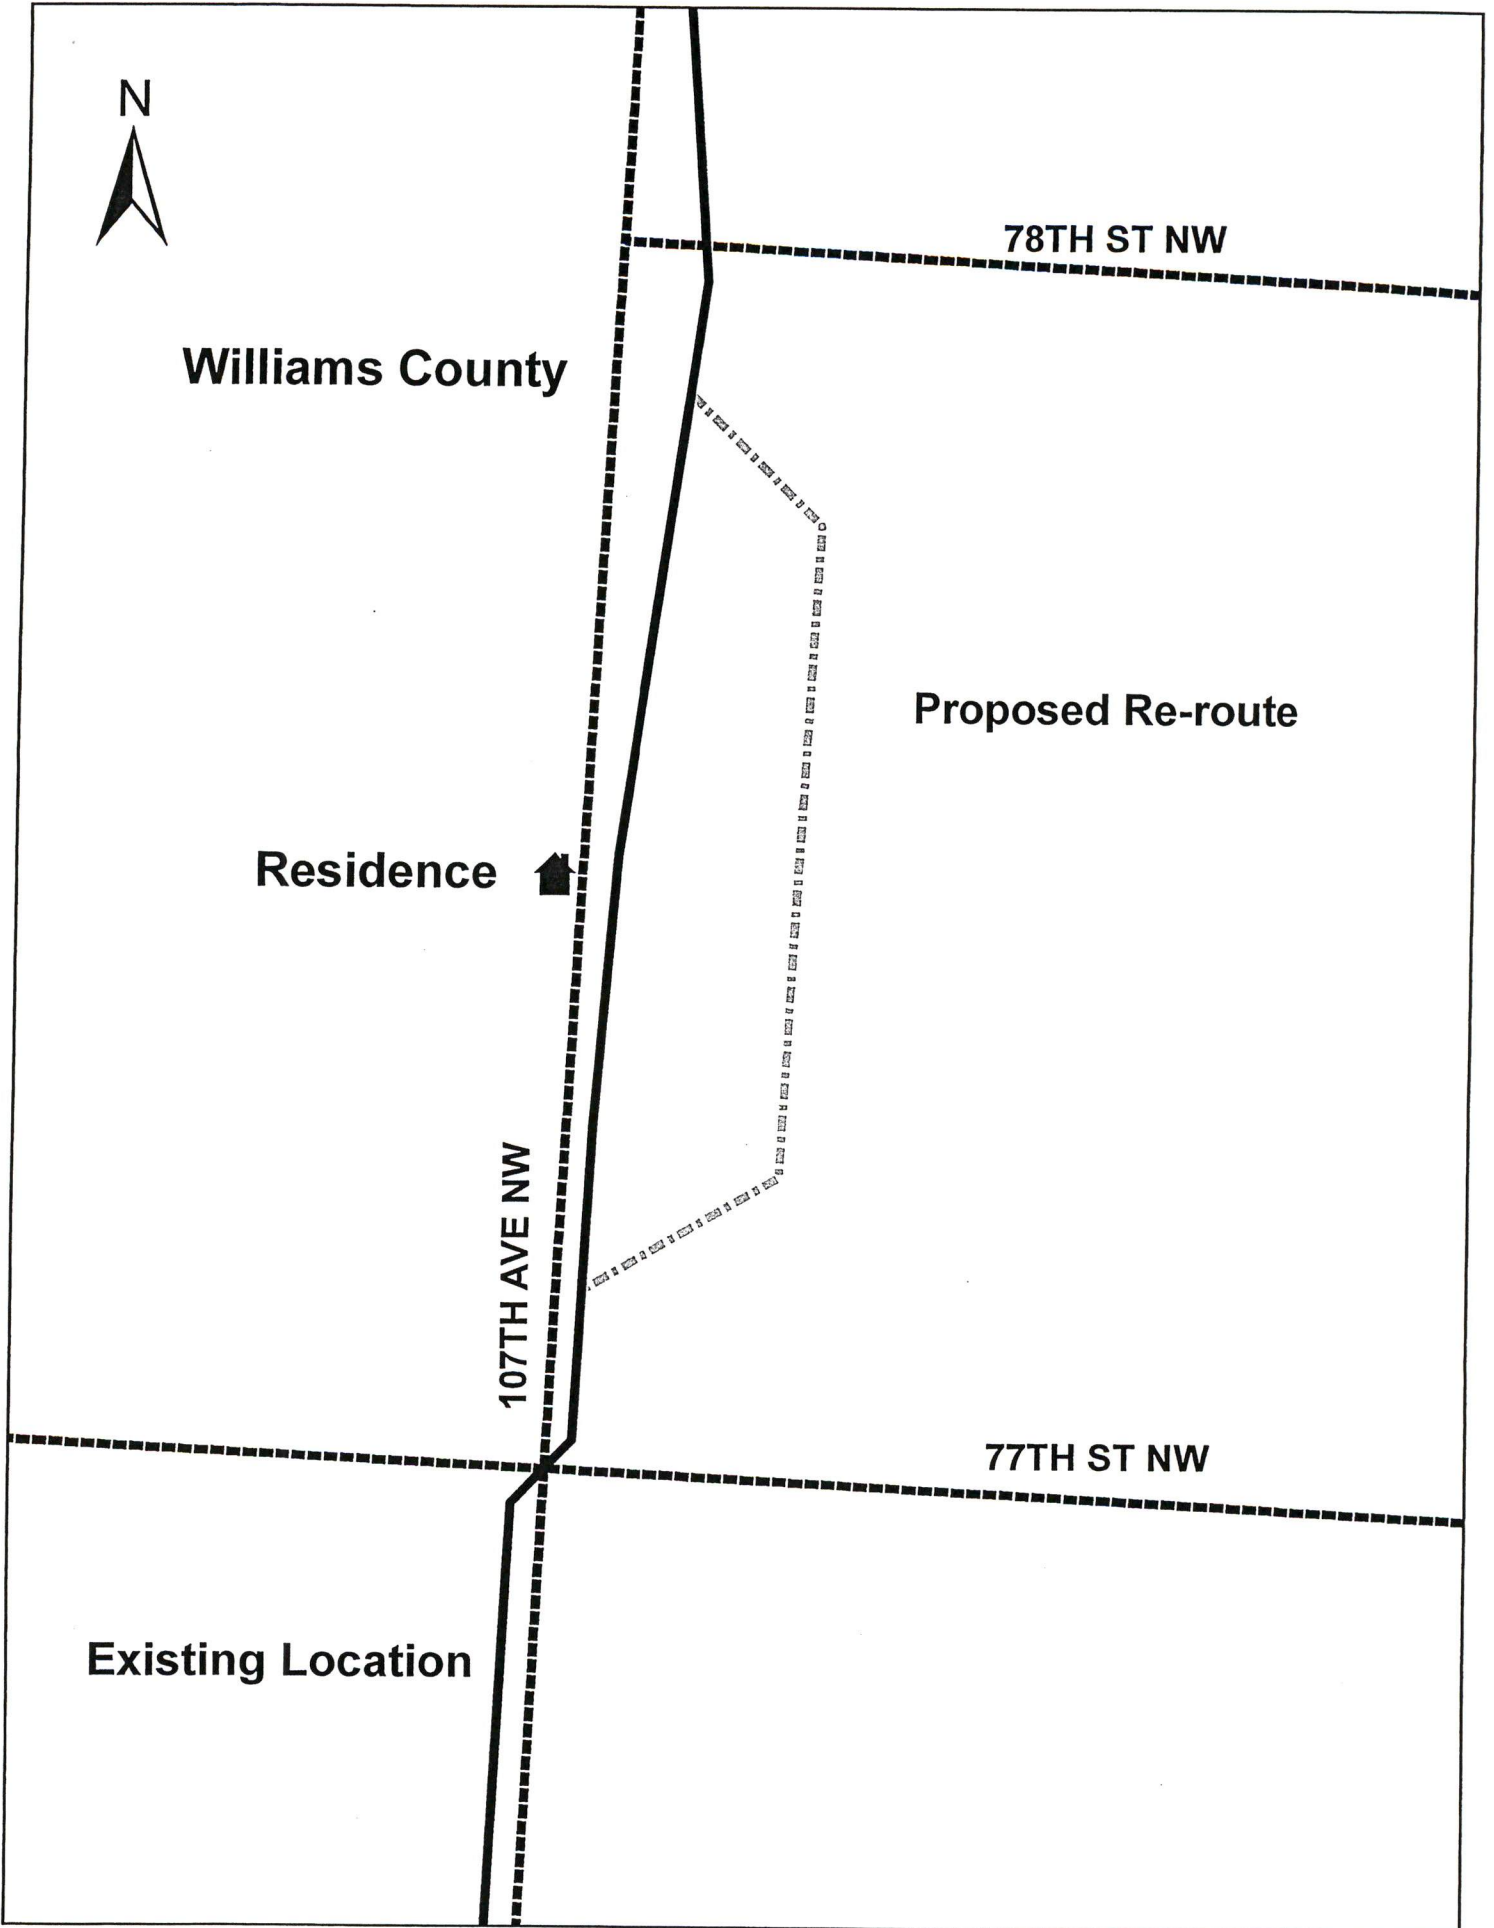 N
78TH ST NW
Williams County
Proposed Re-route
Residence
107TH AVE NW
77TH ST NW
Existing Location